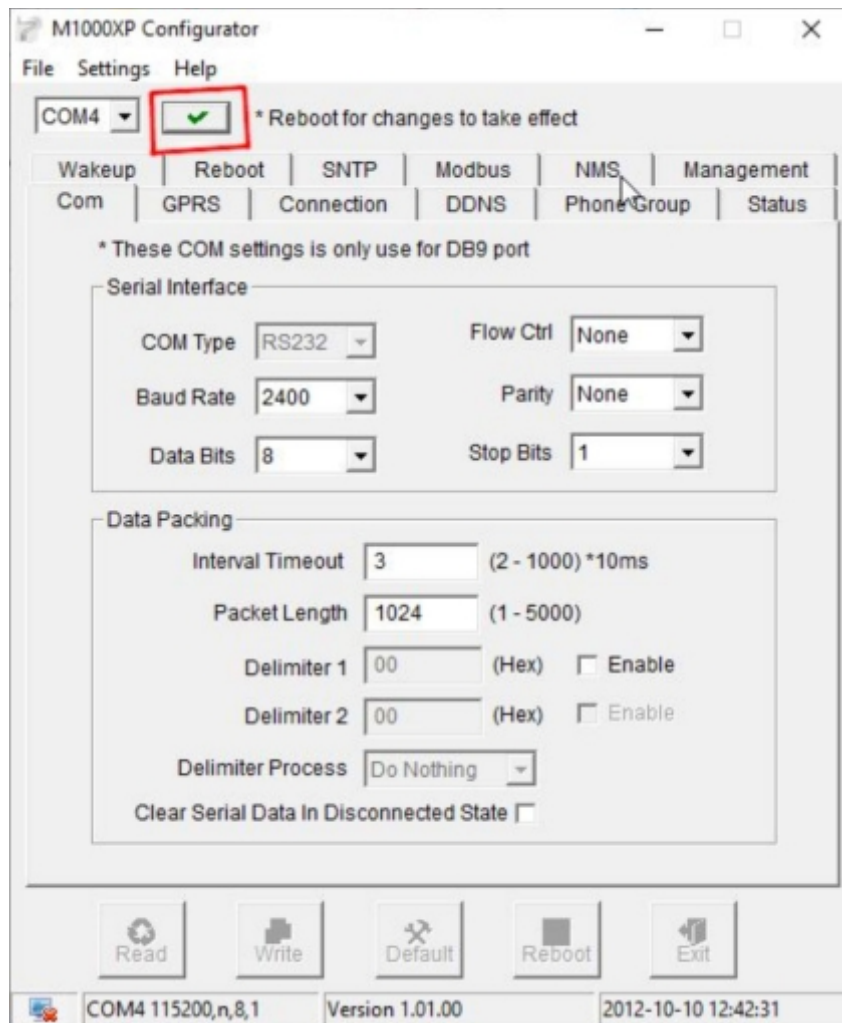 M1000XP Configurator
File Settings Help
COM4 * Reboot for changes to take effect
Wakeup Reboot SNTP Modbus NMS Management
Com GPRS Connection DDNS Phone Group Status
* These COM settings is only use for DB9 port
Serial Interface
COM Type RS232 Flow Ctrl None
Baud Rate 2400 Parity None
Data Bits 8 Stop Bits 1
Data Packing
Interval Timeout 3 (2 - 1000) *10ms
Packet Length 1024 (1 - 5000)
Delimiter 1 00 (Hex) Enable
Delimiter 2 00 (Hex) Enable
Delimiter Process Do Nothing
Clear Serial Data In Disconnected State
Read Write Default Reboot Exit
COM4 115200,n,8,1 Version 1.01.00 2012-10-10 12:42:31